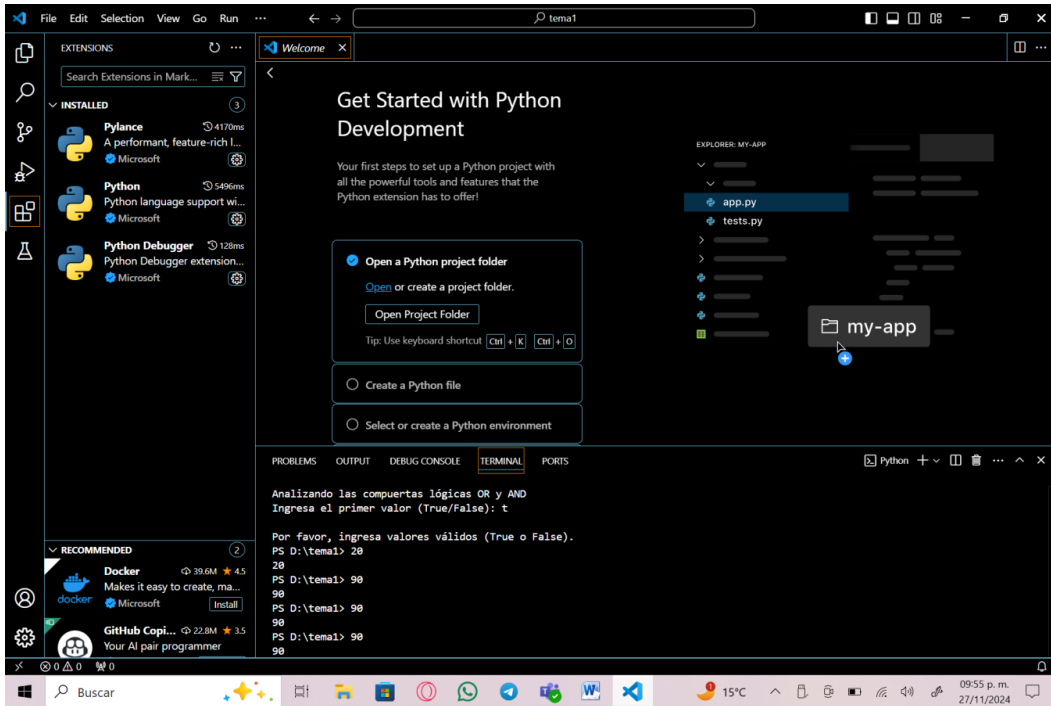 File Edit Selection View Go Run ··· tema1
EXTENSIONS
Search Extensions in Mark...
INSTALLED 3
Pylance 4170ms
A performant, feature-rich l...
Microsoft
Python 5496ms
Python language support wi...
Microsoft
Python Debugger 128ms
Python Debugger extension...
Microsoft
RECOMMENDED 2
Docker 39.6M ★ 4.5
Makes it easy to create, ma...
docker
Microsoft Install
GitHub Copi... 22.8M ★ 3.5
Your AI pair programmer
Welcome
Get Started with Python
Development
Your first steps to set up a Python project with
all the powerful tools and features that the
Python extension has to offer!
Open a Python project folder
Open or create a project folder.
Open Project Folder
Tip: Use keyboard shortcut Ctrl + K Ctrl + O
Create a Python file
Select or create a Python environment
EXPLORER: MY-APP
app.py
tests.py
my-app
PROBLEMS OUTPUT DEBUG CONSOLE TERMINAL PORTS Python
Analizando las compuertas lógicas OR y AND
Ingresa el primer valor (True/False): t
Por favor, ingresa valores válidos (True o False).
PS D:\tema1> 20
20
PS D:\tema1> 90
90
PS D:\tema1> 90
90
PS D:\tema1> 90
90
0 0 0
Buscar
15°C
09:55 p. m.
27/11/2024